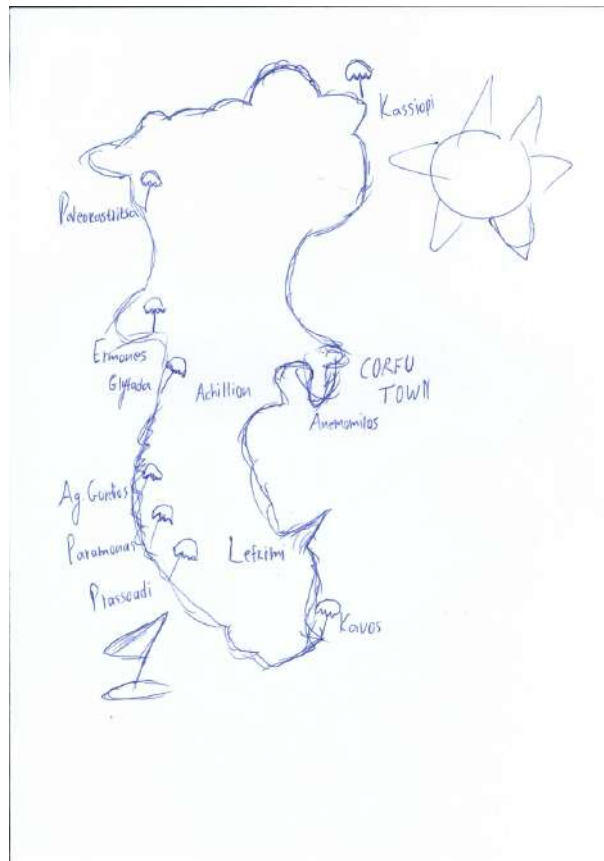 Kassiopi
Paleokastritsa
Ermones
Glyfada
Achillion
CORFU
TOWN
Anemomilos
Ag. Gordios
Paramonas
Lefkimi
Prassoudi
Kavos